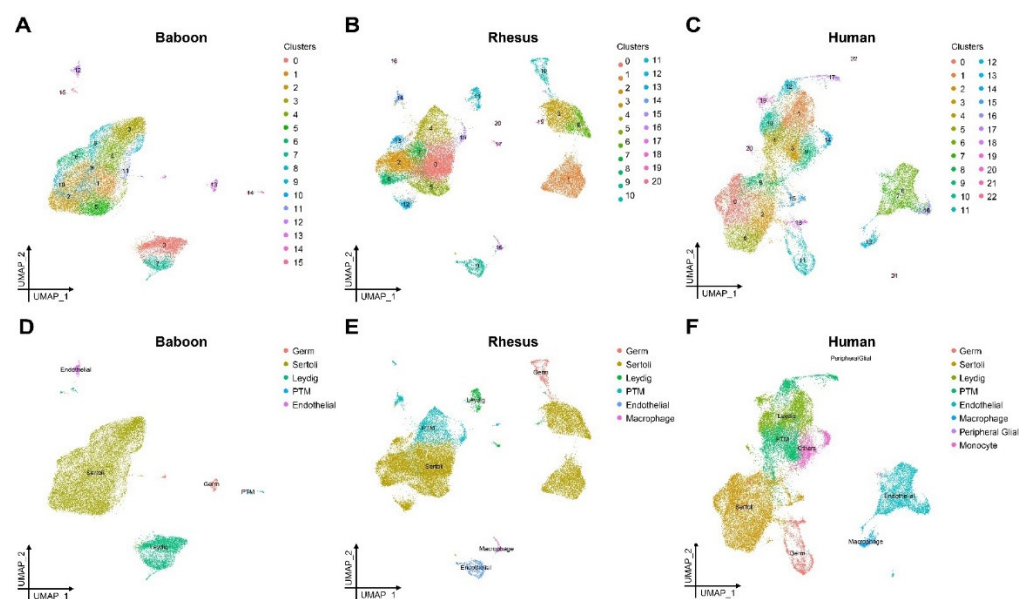 A
Baboon
Clusters
0
1
2
3
4
5
6
7
8
9
10
11
12
13
14
15
UMAP_2
UMAP_1
B
Rhesus
Clusters
0 11
1 12
2 13
3 14
4 15
5 16
6 17
7 18
8 19
9 20
10
UMAP_2
UMAP_1
C
Human
Clusters
0 12
1 13
2 14
3 15
4 16
5 17
6 18
7 19
8 20
9 21
10 22
11
UMAP_2
UMAP_1
D
Baboon
Germ
Sertoli
Leydig
PTM
Endothelial
Endothelial
Sertoli
Germ
PTM
Leydig
UMAP_2
UMAP_1
E
Rhesus
Germ
Sertoli
Leydig
PTM
Endothelial
Macrophage
Germ
Leydig
PTM
Sertoli
Macrophage
Endothelial
UMAP_2
UMAP_1
F
Human
Germ
Sertoli
Leydig
PTM
Endothelial
Macrophage
Peripheral Glial
Monocyte
Peripheral Glial
Leydig
PTM
Others
Sertoli
Endothelial
Macrophage
Germ
UMAP_2
UMAP_1